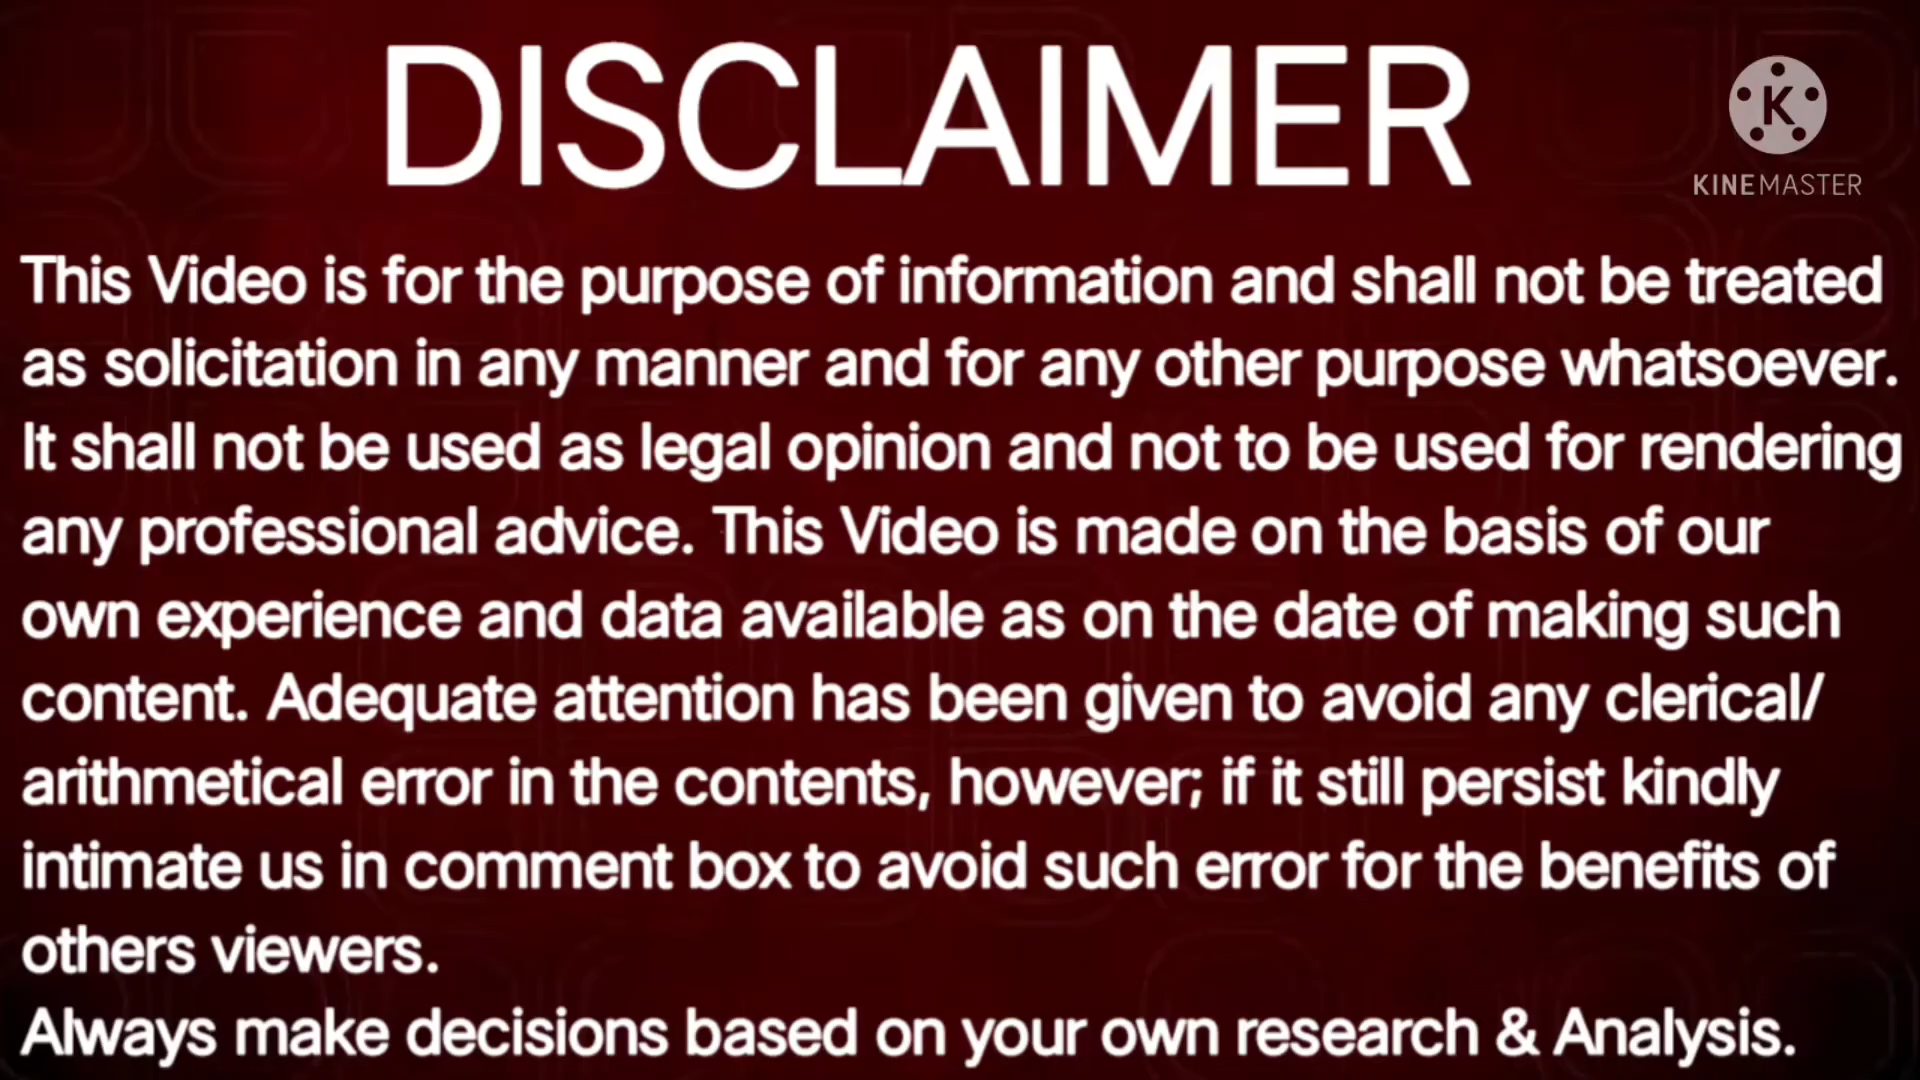 DISCLAIMER
K
KINEMASTER
This Video is for the purpose of information and shall not be treated
as solicitation in any manner and for any other purpose whatsoever.
It shall not be used as legal opinion and not to be used for rendering
any professional advice. This Video is made on the basis of our
own experience and data available as on the date of making such
content. Adequate attention has been given to avoid any clerical/
arithmetical error in the contents, however; if it still persist kindly
intimate us in comment box to avoid such error for the benefits of
others viewers.
Always make decisions based on your own research & Analysis.